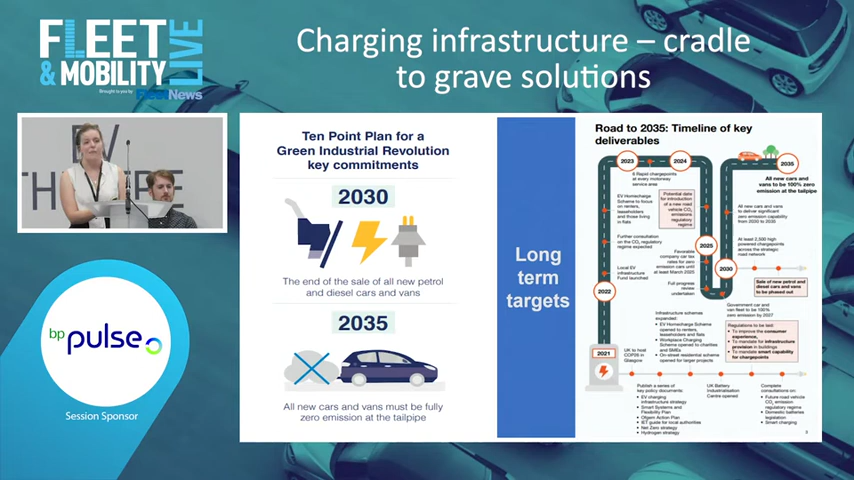 FLEET
& MOBILITY
LIVE
Brought to you by
FleetNews
Charging infrastructure – cradle
to grave solutions
EV
TH
bp
pulse
Session Sponsor
Ten Point Plan for a
Green Industrial Revolution
key commitments
2030
The end of the sale of all new petrol
and diesel cars and vans
2035
All new cars and vans must be fully
zero emission at the tailpipe
Long
term
targets
Road to 2035: Timeline of key
deliverables
2023
2024
6 Rapid chargepoints
at every motorway
service area
EV Homecharge
Scheme to focus
on renters,
leaseholders
and those living
in flats
Potential date
for introduction
of a new road
vehicle CO₂
emissions
regulatory
regime
Further consultation
on the CO₂ regulatory
regime expected
Favorable
company car tax
rates for zero
emission cars until
at least March 2025
2025
Local EV
infrastructure
Fund launched
Full progress
review
undertaken
2022
2035
All new cars and
vans to be 100% zero
emission at the tailpipe
All new cars and vans
to deliver significant
zero emission capability
from 2030 to 2035
At least 2,500 high
powered chargepoints
across the strategic
road network
2030
Sale of new petrol and
diesel cars and vans
to be phased out
Government car and
van fleet to be 100%
zero emission by 2027
Infrastructure schemes
expanded:
• EV Homecharge Scheme
opened to renters,
leaseholders and flats
• Workplace Charging
Scheme opened to charities
and SMEs
• On-street residential scheme
opened for larger projects
Regulations to be laid:
• To improve the consumer
experience,
• To mandate for infrastructure
provision in buildings
• To mandate smart capability
for chargepoints
2021
UK to host
COP26 in
Glasgow
Publish a series of
key policy documents:
• EV charging
infrastructure strategy
• Smart Systems and
Flexibility Plan
• Ofgem Action Plan
• IET guide for local authorities
• Net Zero strategy
• Hydrogen strategy
UK Battery
Industrialisation
Centre opened
Complete
consultations on:
• Future road vehicle
CO₂ emission
regulatory regime
• Domestic batteries
legislation
• Smart charging